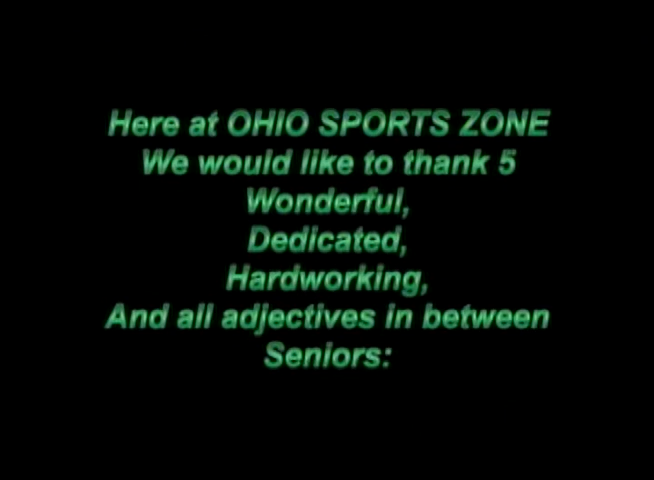 Here at OHIO SPORTS ZONE
We would like to thank 5
Wonderful,
Dedicated,
Hardworking,
And all adjectives in between
Seniors: